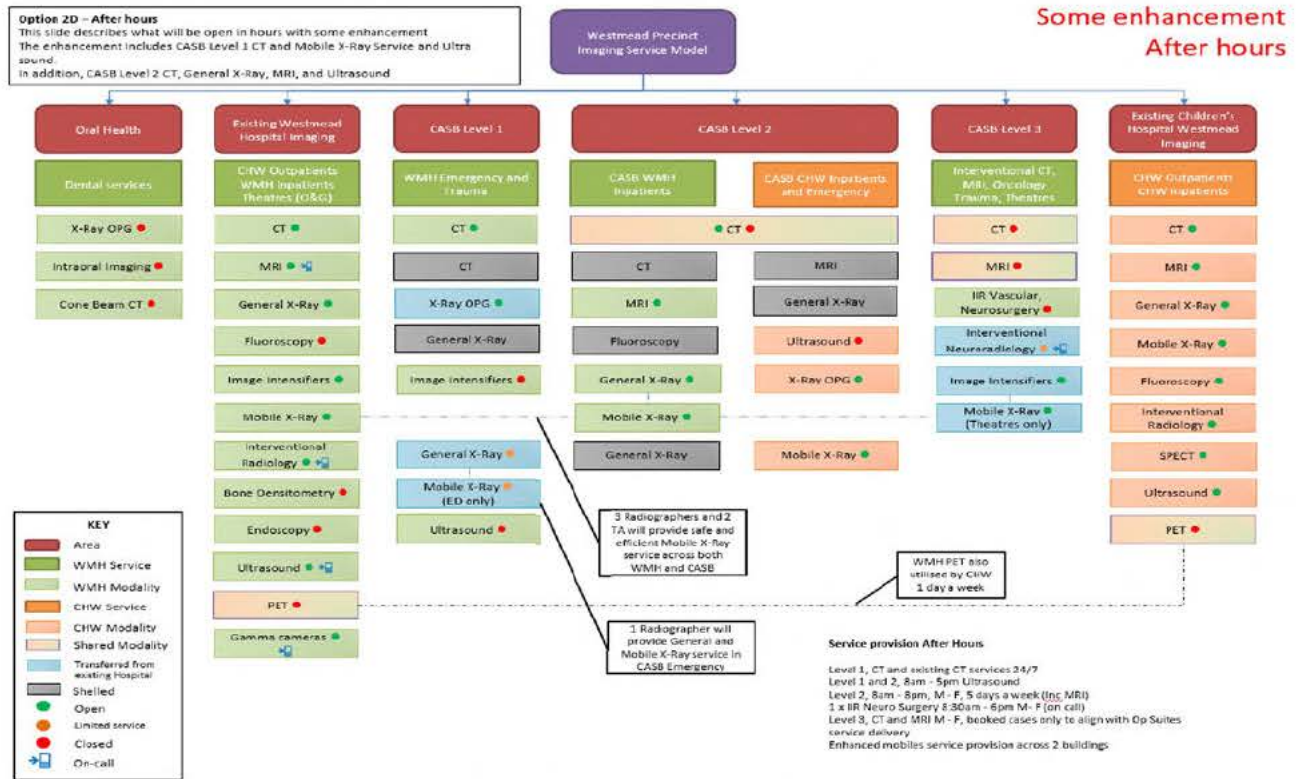 Option 2D – After hours
This slide describes what will be open in hours with some enhancement
The enhancement includes CASB Level 1 CT and Mobile X-Ray Service and Ultra
sound.
In addition, CASB Level 2 CT, General X-Ray, MRI, and Ultrasound
Westmead Precinct
Imaging Service Model
Some enhancement
After hours
Oral Health
Dental services
X-Ray OPG
Intraoral Imaging
Cone Beam CT
Existing Westmead
Hospital Imaging
CHW Outpatients
WMH Inpatients
Theatres (O&G)
CT
MRI
General X-Ray
Fluoroscopy
Image Intensifiers
Mobile X-Ray
Interventional
Radiology
Bone Densitometry
Endoscopy
Ultrasound
PET
Gamma cameras
CASB Level 1
WMH Emergency and
Trauma
CT
CT
X-Ray OPG
General X-Ray
Image Intensifiers
General X-Ray
Mobile X-Ray
(ED only)
Ultrasound
CASB Level 2
CASB WMH
Inpatients
CASB CHW Inpatients
and Emergency
CT
CT
MRI
Fluoroscopy
General X-Ray
Mobile X-Ray
General X-Ray
MRI
General X-Ray
Ultrasound
X-Ray OPG
Mobile X-Ray
CASB Level 3
Interventional CT,
MRI, Oncology
Trauma, Theatres
CT
MRI
IIR Vascular,
Neurosurgery
Interventional
Neuroradiology
Image Intensifiers
Mobile X-Ray
(Theatres only)
Existing Children's
Hospital Westmead
Imaging
CHW Outpatients
CHW Inpatients
CT
MRI
General X-Ray
Mobile X-Ray
Fluoroscopy
Interventional
Radiology
SPECT
Ultrasound
PET
3 Radiographers and 2
TA will provide safe and
efficient Mobile X-Ray
service across both
WMH and CASB
1 Radiographer will
provide General and
Mobile X-Ray service in
CASB Emergency
WMH PET also
utilised by CHW
1 day a week
KEY
Area
WMH Service
WMH Modality
CHW Service
CHW Modality
Shared Modality
Transferred from
existing Hospital
Shelled
Open
Limited service
Closed
On-call
Service provision After Hours
Level 1, CT and existing CT services 24/7
Level 1 and 2, 8am - 5pm Ultrasound
Level 2, 8am - 8pm, M - F, 5 days a week (Inc MRI)
1 x IIR Neuro Surgery 8:30am - 6pm M- F (on call)
Level 3, CT and MRI M - F, booked cases only to align with Op Suites
service delivery
Enhanced mobiles service provision across 2 buildings